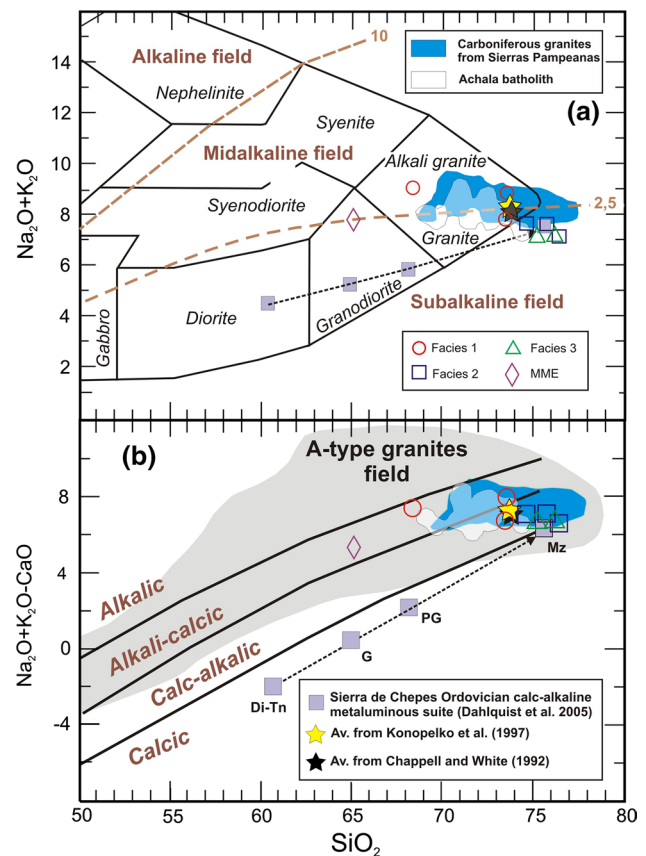 16
14
12
10
8
6
4
2
Na₂O+K₂O
10
Alkaline field
Nephelinite
Carboniferous granites
from Sierras Pampeanas
Achala batholith
(a)
Syenite
Midalkaline field
Alkali granite
Syenodiorite
2,5
Granite
Subalkaline field
Gabbro
Diorite
Granodiorite
Facies 1
Facies 3
Facies 2
MME
(b)
A-type granites
field
8
4
0
-4
Na₂O+K₂O-CaO
Alkalic
Alkali-calcic
Calc-alkalic
Calcic
Mz
PG
G
Di-Tn
Sierra de Chepes Ordovician calc-alkaline
metaluminous suite (Dahlquist et al. 2005)
Av. from Konopelko et al. (1997)
Av. from Chappell and White (1992)
50
55
60
65
70
75
80
SiO₂